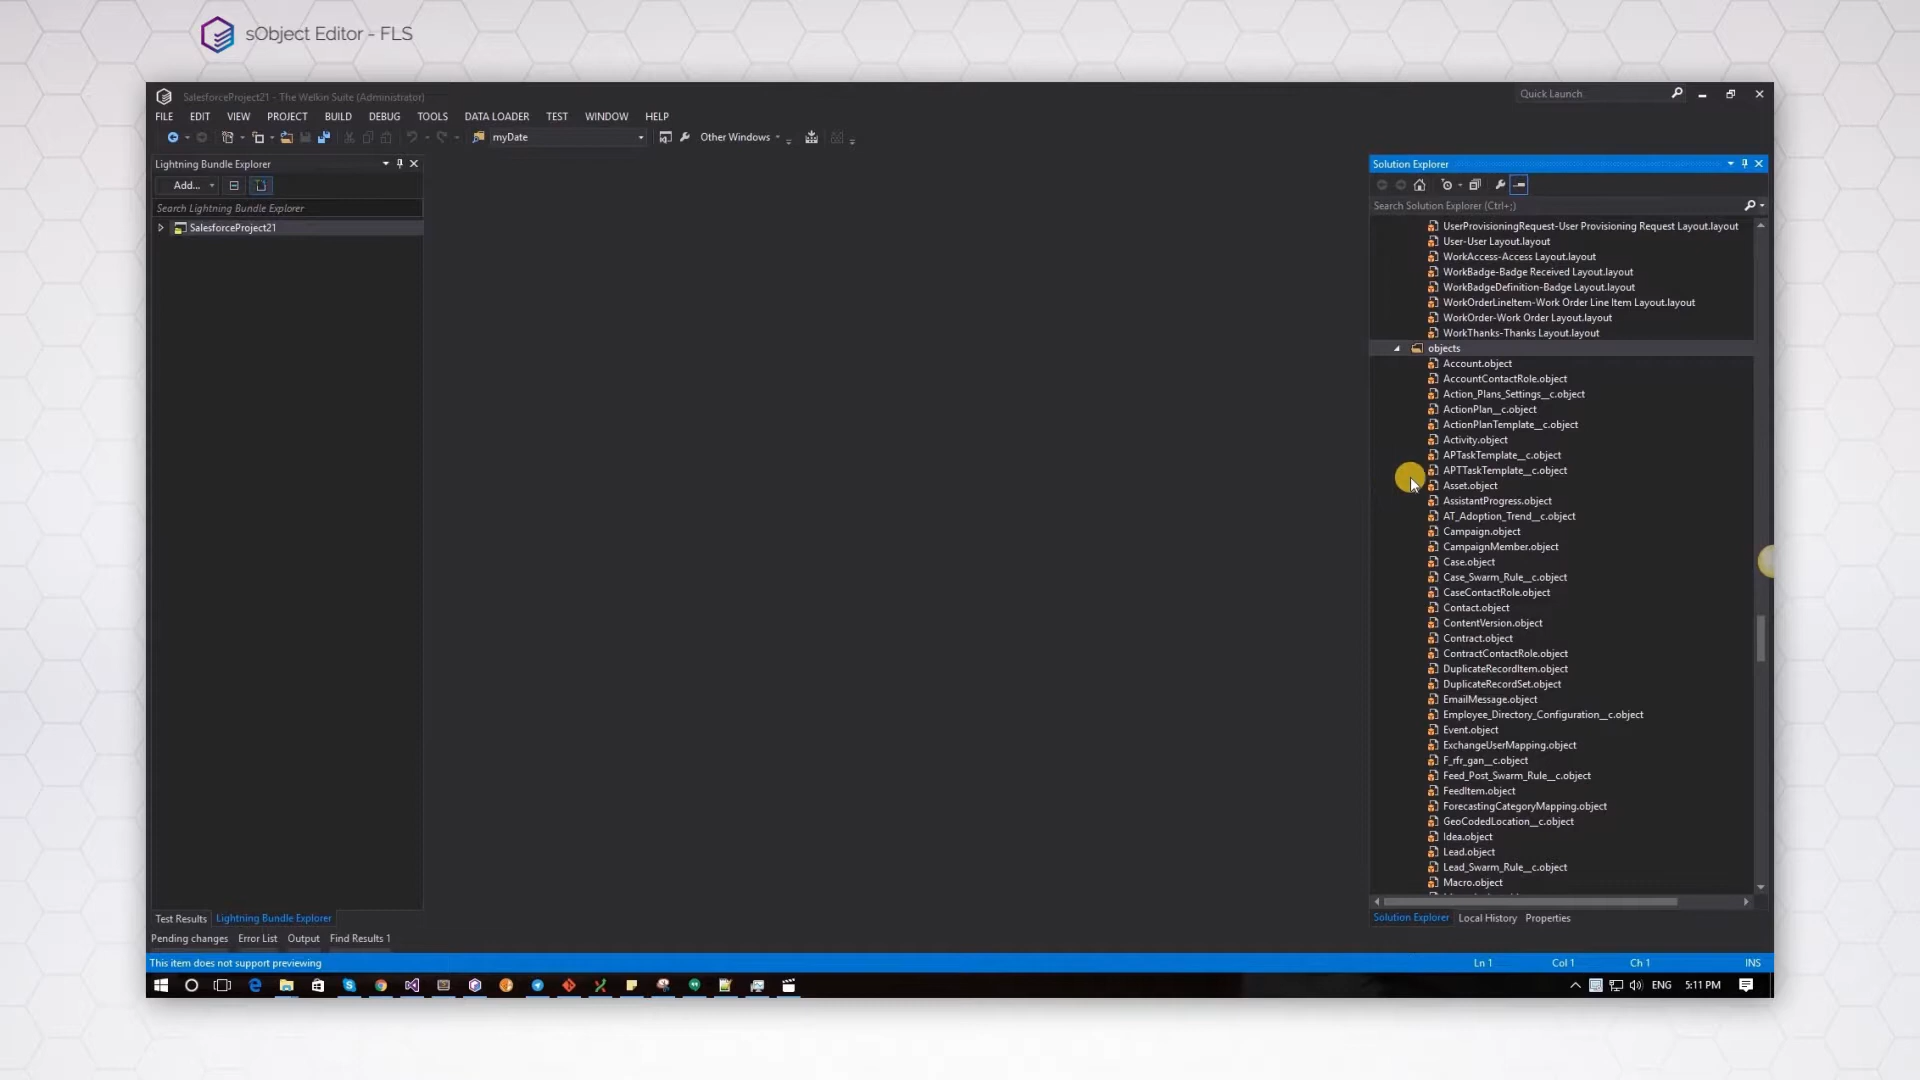 sObject Editor - FLS
SalesforceProject21 - The Welkin Suite (Administrator)
Quick Launch
FILE EDIT VIEW PROJECT BUILD DEBUG TOOLS DATA LOADER TEST WINDOW HELP
myDate
Other Windows
Lightning Bundle Explorer
Add...
Search Lightning Bundle Explorer
SalesforceProject21
Solution Explorer
Search Solution Explorer (Ctrl+;)
UserProvisioningRequest-User Provisioning Request Layout.layout
User-User Layout.layout
WorkAccess-Access Layout.layout
WorkBadge-Badge Received Layout.layout
WorkBadgeDefinition-Badge Layout.layout
WorkOrderLineItem-Work Order Line Item Layout.layout
WorkOrder-Work Order Layout.layout
WorkThanks-Thanks Layout.layout
objects
Account.object
AccountContactRole.object
Action_Plans_Settings__c.object
ActionPlan__c.object
ActionPlanTemplate__c.object
Activity.object
APTaskTemplate__c.object
APTTaskTemplate__c.object
Asset.object
AssistantProgress.object
AT_Adoption_Trend__c.object
Campaign.object
CampaignMember.object
Case.object
Case_Swarm_Rule__c.object
CaseContactRole.object
Contact.object
ContentVersion.object
Contract.object
ContractContactRole.object
DuplicateRecordItem.object
DuplicateRecordSet.object
EmailMessage.object
Employee_Directory_Configuration__c.object
Event.object
ExchangeUserMapping.object
F_rfr_gan__c.object
Feed_Post_Swarm_Rule__c.object
FeedItem.object
ForecastingCategoryMapping.object
GeoCodedLocation__c.object
Idea.object
Lead.object
Lead_Swarm_Rule__c.object
Macro.object
Test Results Lightning Bundle Explorer
Solution Explorer Local History Properties
Pending changes Error List Output Find Results 1
This item does not support previewing
Ln 1 Col 1 Ch 1 INS
ENG 5:11 PM